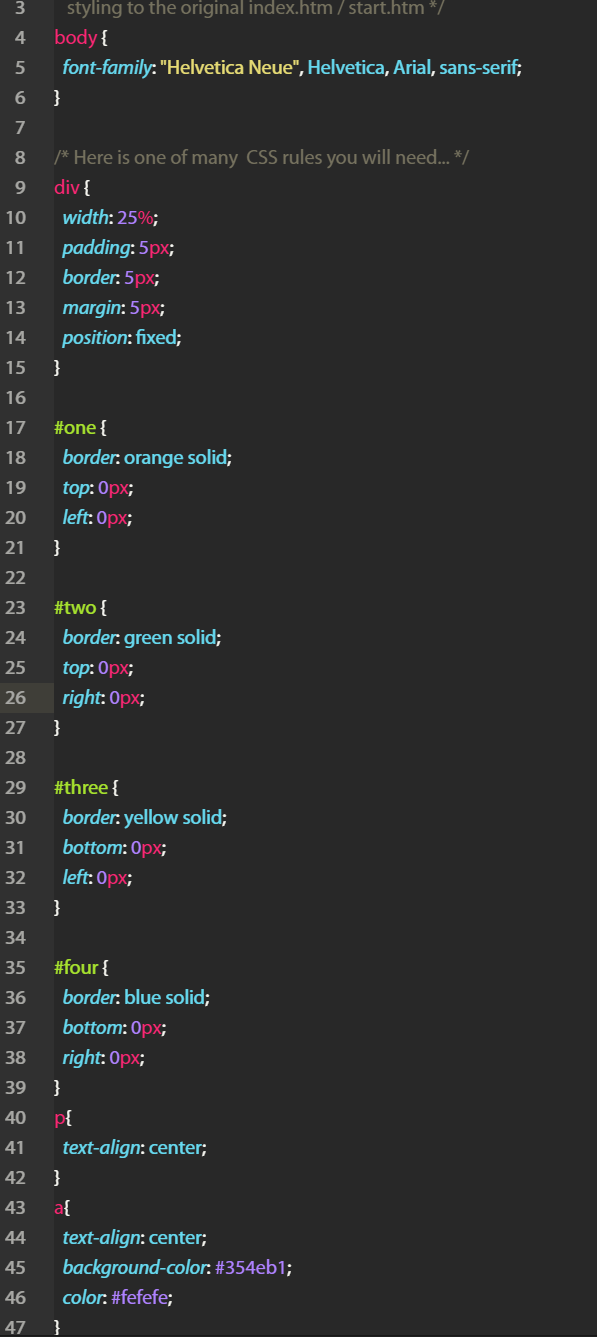 3 styling to the original index.htm / start.htm */
4 body {
5 font-family: "Helvetica Neue", Helvetica, Arial, sans-serif;
6 }
7
8 /* Here is one of many  CSS rules you will need... */
9 div {
10 width: 25%;
11 padding: 5px;
12 border: 5px;
13 margin: 5px;
14 position: fixed;
15 }
16
17 #one {
18 border: orange solid;
19 top: 0px;
20 left: 0px;
21 }
22
23 #two {
24 border: green solid;
25 top: 0px;
26 right: 0px;
27 }
28
29 #three {
30 border: yellow solid;
31 bottom: 0px;
32 left: 0px;
33 }
34
35 #four {
36 border: blue solid;
37 bottom: 0px;
38 right: 0px;
39 }
40 p{
41 text-align: center;
42 }
43 a{
44 text-align: center;
45 background-color: #354eb1;
46 color: #fefefe;
47 }